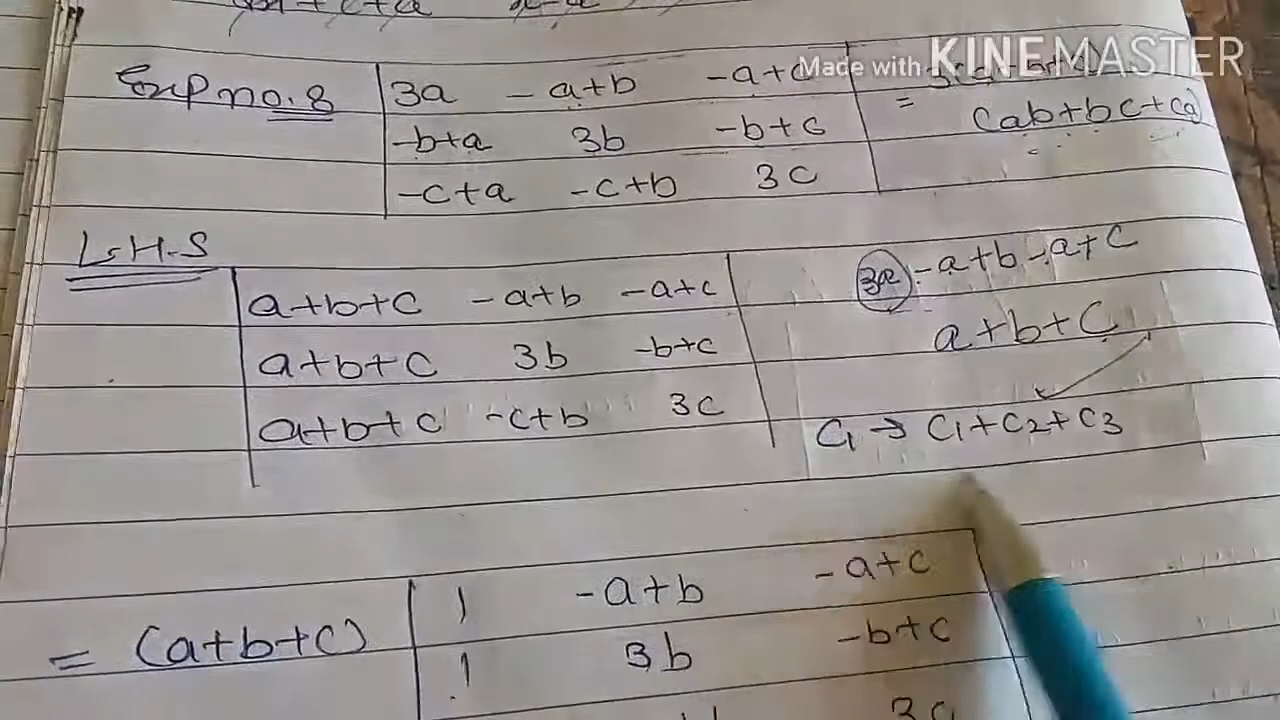 Made with KINEMASTER
Exp no. 8 | 3a -a+b -a+c | =
-b+a 3b -b+c (ab+bc+ca)
-c+a -c+b 3c
L.H.S
a+b+c -a+b -a+c 3a -a+b-a+c
a+b+c 3b -b+c a+b+c
a+b+c -c+b 3c C1 → C1+C2+C3
1 -a+b -a+c
= (a+b+c) 1 3b -b+c
3c